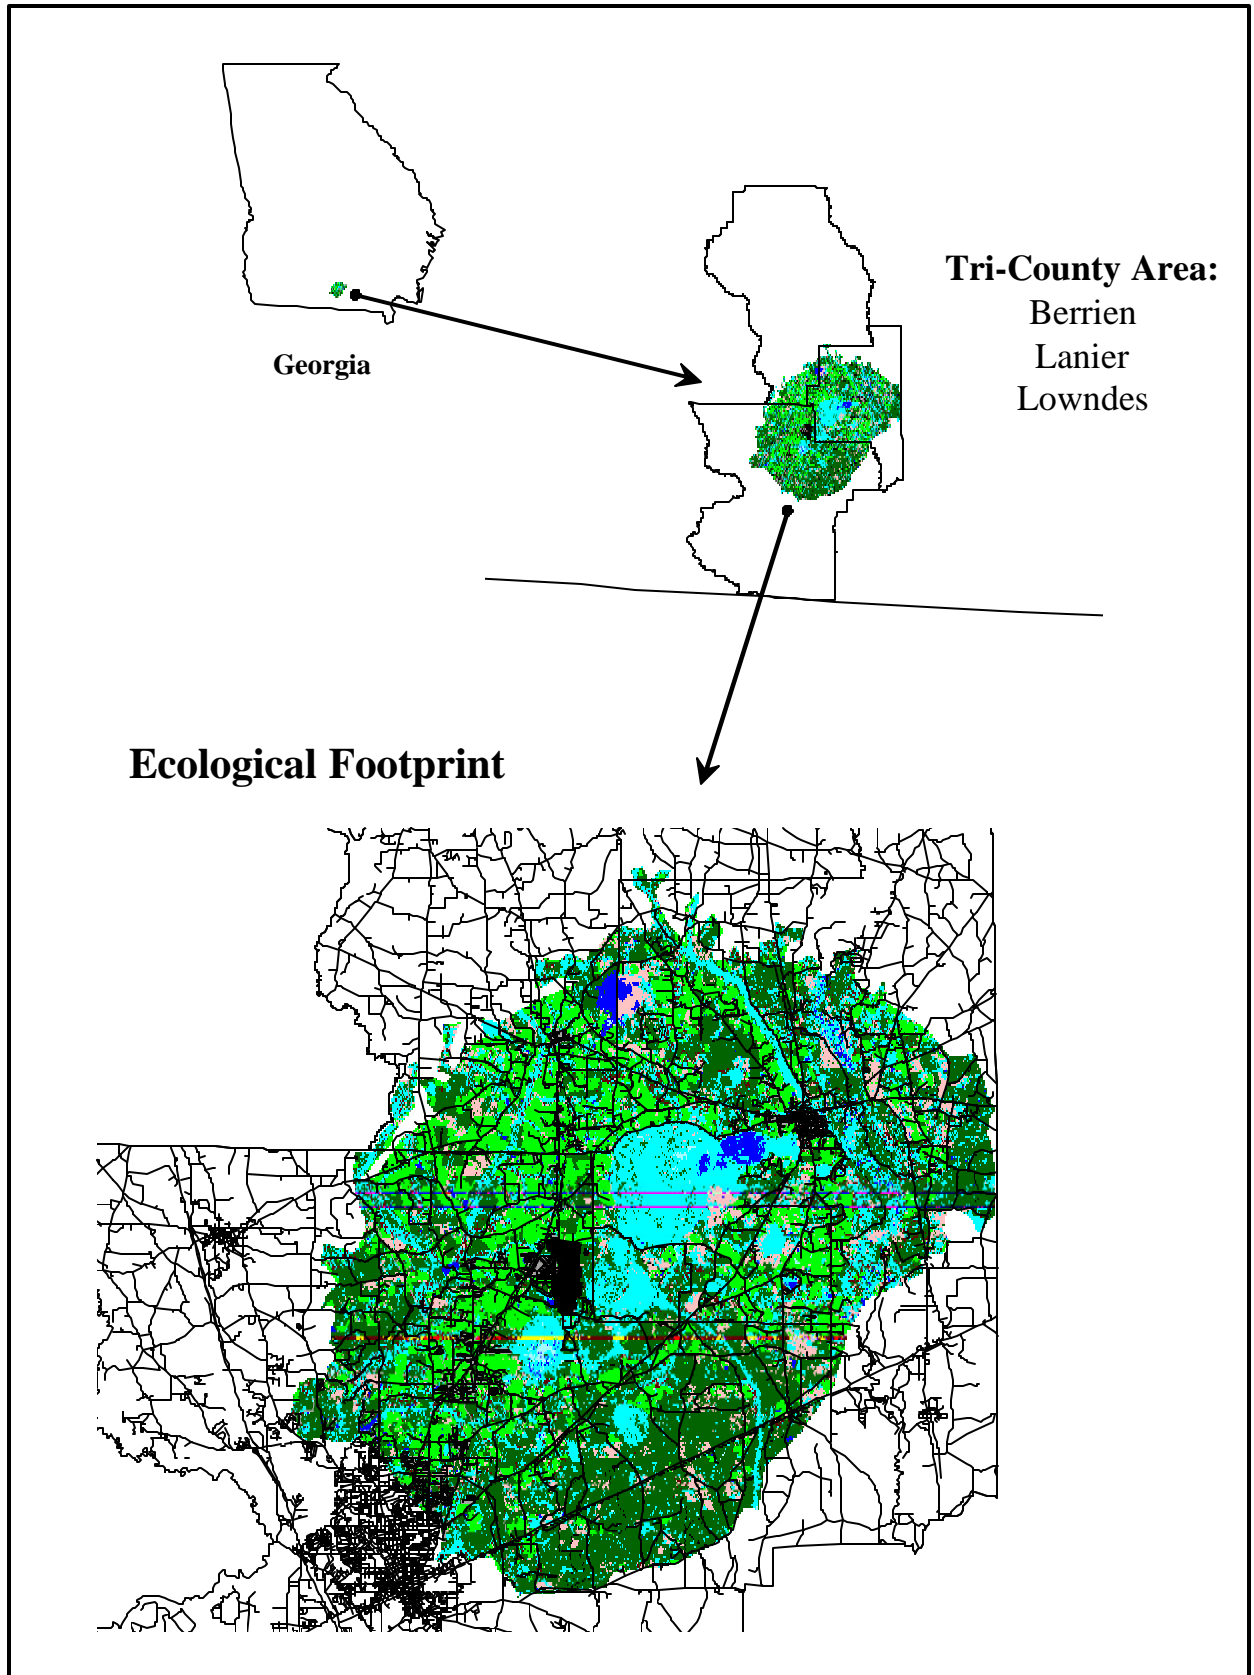 Georgia
Tri-County Area:
Berrien
Lanier
Lowndes
Ecological Footprint